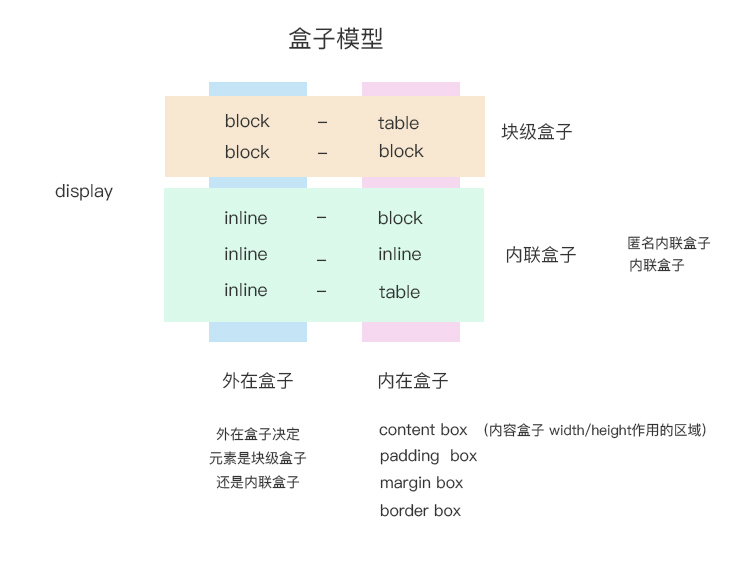 盒子模型
block – table
块级盒子
block – block
display
inline – block
匿名内联盒子
inline – inline
内联盒子
内联盒子
inline – table
外在盒子
内在盒子
外在盒子决定
元素是块级盒子
还是内联盒子
content box （内容盒子 width/height作用的区域）
padding box
margin box
border box